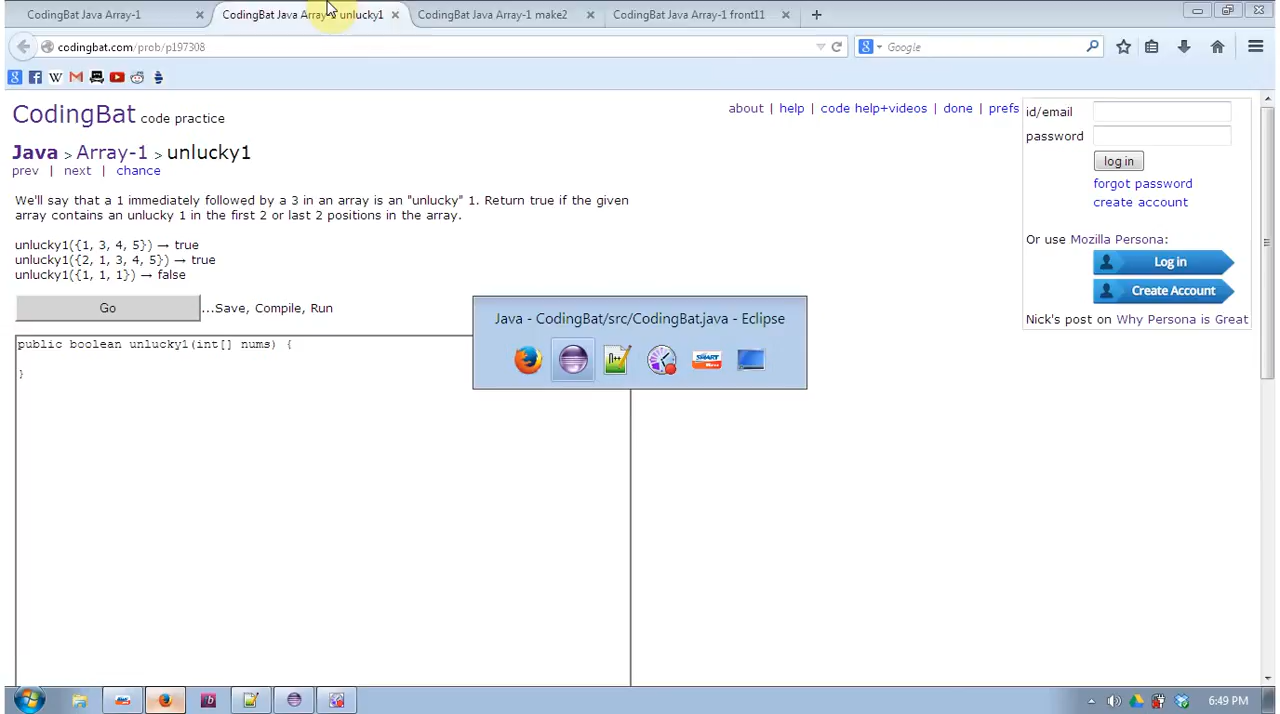 CodingBat Java Array-1
CodingBat Java Array-1 unlucky1
CodingBat Java Array-1 make2
CodingBat Java Array-1 front11
codingbat.com/prob/p197308
Google
CodingBat code practice
about | help | code help+videos | done | prefs
id/email
password
log in
forgot password
create account
Or use Mozilla Persona:
Log in
Create Account
Nick's post on Why Persona is Great
Java > Array-1 > unlucky1
prev | next | chance
We'll say that a 1 immediately followed by a 3 in an array is an "unlucky" 1. Return true if the given
array contains an unlucky 1 in the first 2 or last 2 positions in the array.
unlucky1({1, 3, 4, 5}) → true
unlucky1({2, 1, 3, 4, 5}) → true
unlucky1({1, 1, 1}) → false
Go ...Save, Compile, Run
public boolean unlucky1(int[] nums) {
}
Java - CodingBat/src/CodingBat.java - Eclipse
6:49 PM